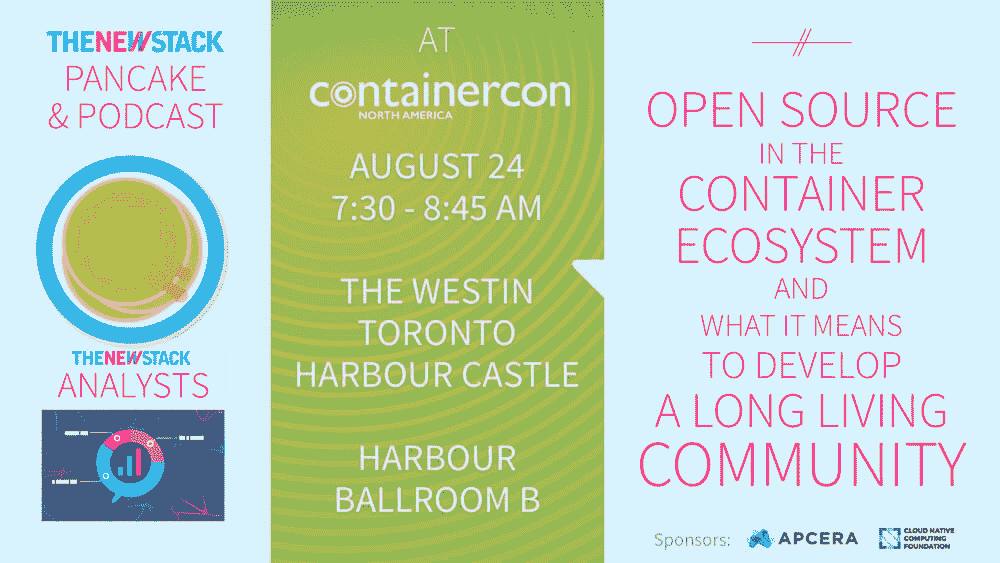 THENEWSTACK
PANCAKE
& PODCAST
THENEWSTACK
ANALYSTS
AT
containercon
NORTH AMERICA
AUGUST 24
7:30 - 8:45 AM
THE WESTIN
TORONTO
HARBOUR CASTLE
HARBOUR
BALLROOM B
OPEN SOURCE
IN THE
CONTAINER
ECOSYSTEM
AND
WHAT IT MEANS
TO DEVELOP
A LONG LIVING
COMMUNITY
Sponsors: APCERA
CLOUD NATIVE
COMPUTING
FOUNDATION